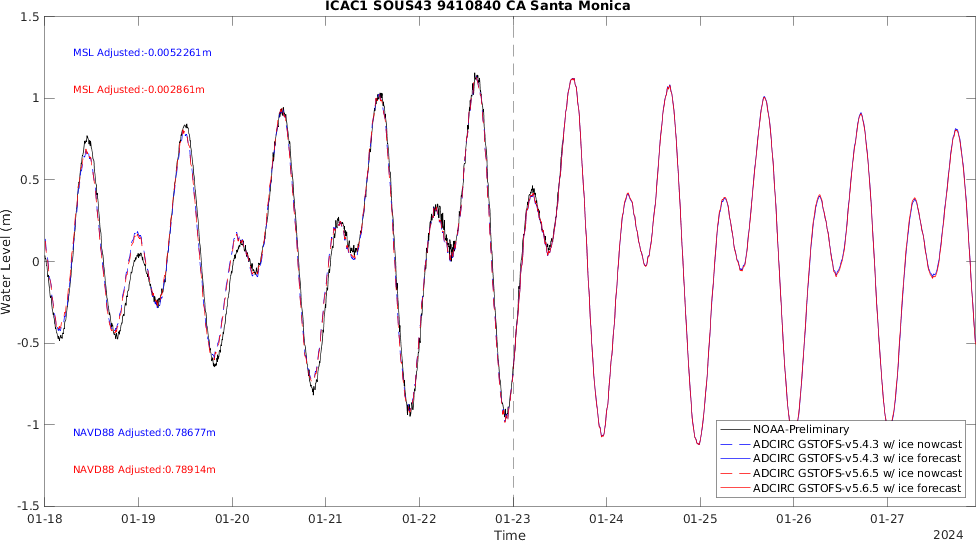 ICAC1 SOUS43 9410840 CA Santa Monica
1.5
MSL Adjusted:-0.0052261m
MSL Adjusted:-0.002861m
1
0.5
Water Level (m)
0
-0.5
-1
NAVD88 Adjusted:0.78677m
NAVD88 Adjusted:0.78914m
NOAA-Preliminary
ADCIRC GSTOFS-v5.4.3 w/ ice nowcast
ADCIRC GSTOFS-v5.4.3 w/ ice forecast
ADCIRC GSTOFS-v5.6.5 w/ ice nowcast
ADCIRC GSTOFS-v5.6.5 w/ ice forecast
-1.5
01-18 01-19 01-20 01-21 01-22 01-23 01-24 01-25 01-26 01-27
Time
2024